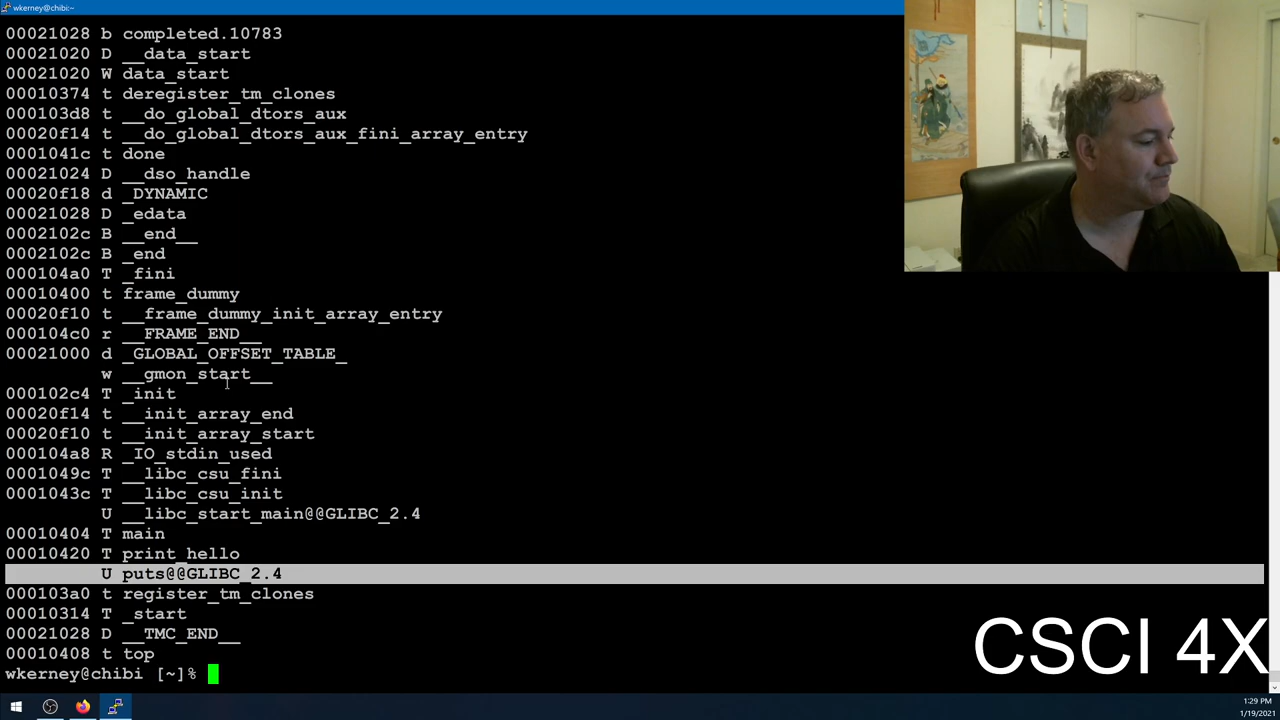 wkerney@chibi:~
00021028 b completed.10783
00021020 D __data_start
00021020 W data_start
00010374 t deregister_tm_clones
000103d8 t __do_global_dtors_aux
00020f14 t __do_global_dtors_aux_fini_array_entry
0001041c t done
00021024 D __dso_handle
00020f18 d _DYNAMIC
00021028 D _edata
0002102c B __end__
0002102c B _end
000104a0 T _fini
00010400 t frame_dummy
00020f10 t __frame_dummy_init_array_entry
000104c0 r __FRAME_END__
00021000 d _GLOBAL_OFFSET_TABLE_
w __gmon_start__
000102c4 T _init
00020f14 t __init_array_end
00020f10 t __init_array_start
000104a8 R _IO_stdin_used
0001049c T __libc_csu_fini
0001043c T __libc_csu_init
U __libc_start_main@@GLIBC_2.4
00010404 T main
00010420 T print_hello
U puts@@GLIBC_2.4
000103a0 t register_tm_clones
00010314 T _start
00021028 D __TMC_END__
00010408 t top
wkerney@chibi [~]%
CSCI 4X
1:29 PM
1/19/2021